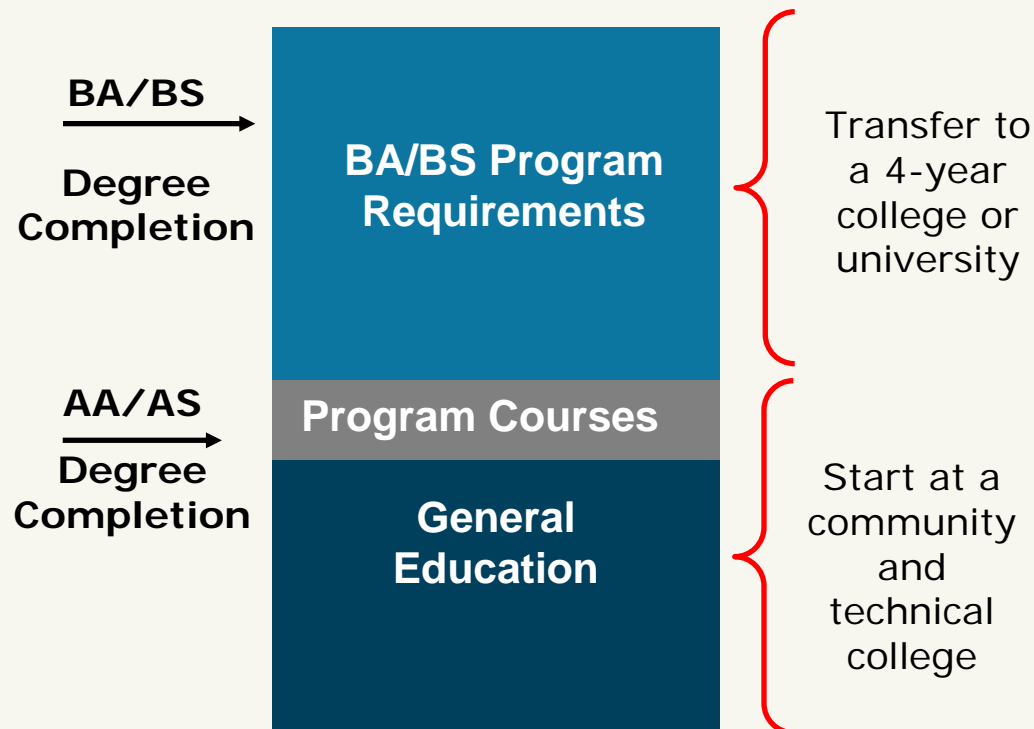 BA/BS
Degree
Completion
BA/BS Program
Requirements
Transfer to
a 4-year
college or
university
AA/AS
Degree
Completion
Program Courses
General
Education
Start at a
community
and
technical
college